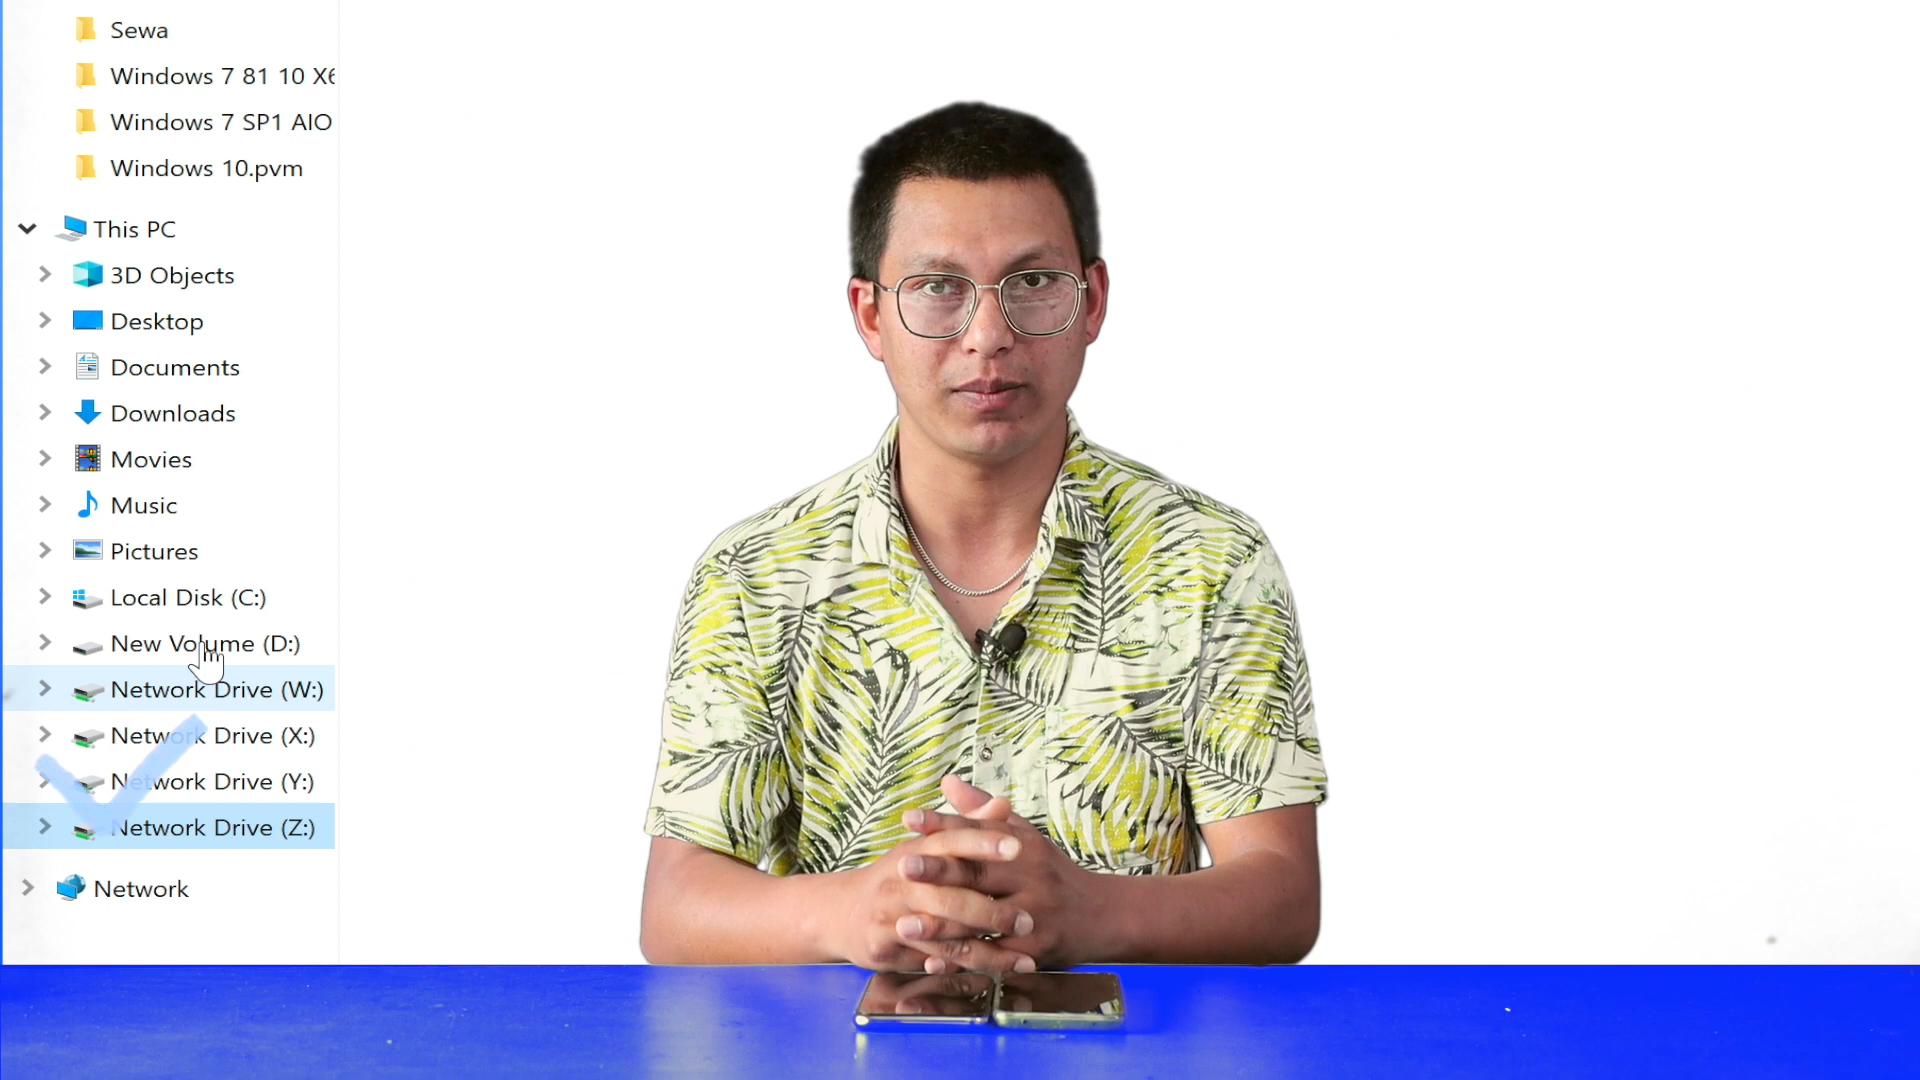 Sewa
Windows 7 81 10 X6
Windows 7 SP1 AIO
Windows 10.pvm
This PC
3D Objects
Desktop
Documents
Downloads
Movies
Music
Pictures
Local Disk (C:)
New Volume (D:)
Network Drive (W:)
Network Drive (X:)
Network Drive (Y:)
Network Drive (Z:)
Network